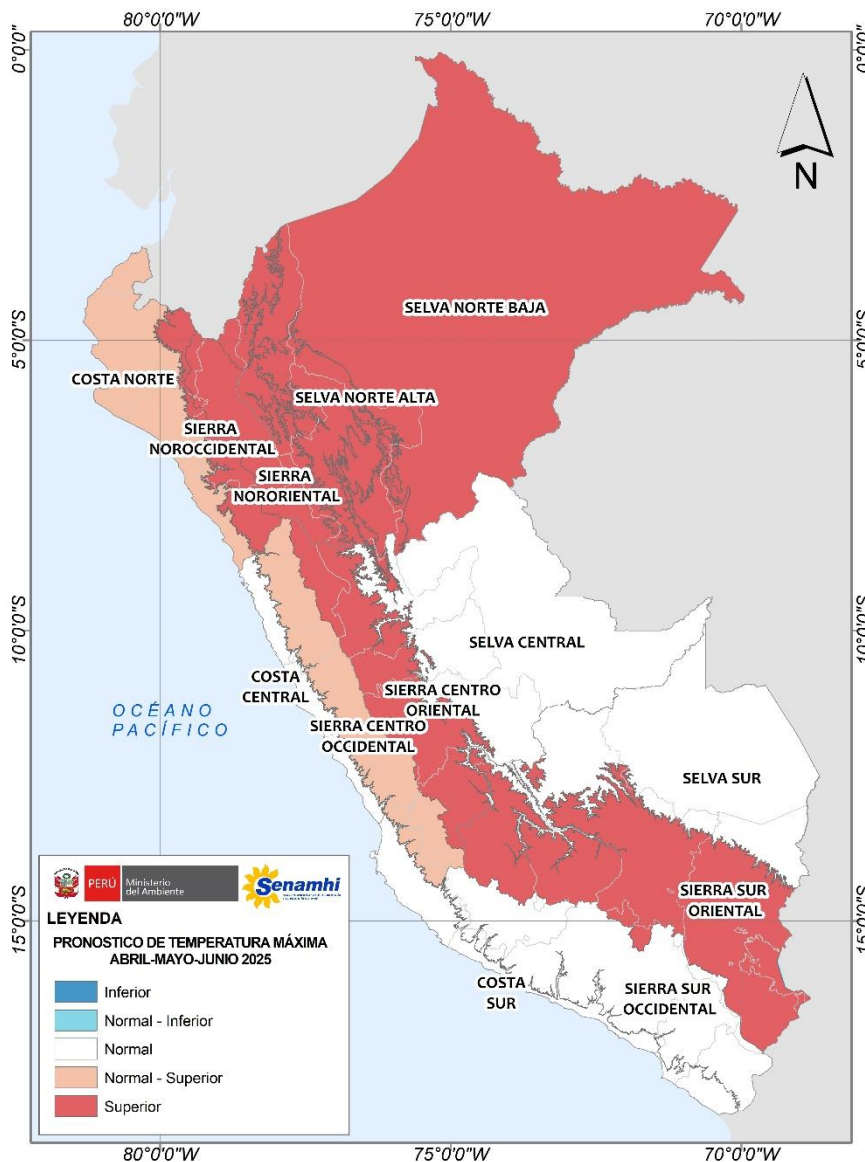 80°0'0"W
75°0'0"W
70°0'0"W
0°0'0"
0°0'0"
N
SELVA NORTE BAJA
5°0'0"S
5°0'0"S
COSTA NORTE
SELVA NORTE ALTA
SIERRA
NOROCCIDENTAL
SIERRA
NORORIENTAL
10°0'0"S
10°0'0"S
SELVA CENTRAL
COSTA
CENTRAL
SIERRA CENTRO
ORIENTAL
OCÉANO
PACÍFICO
SIERRA CENTRO
OCCIDENTAL
SELVA SUR
PERÚ
Ministerio
del Ambiente
Senamhi
SIERRA SUR
ORIENTAL
15°0'0"S
15°0'0"S
LEYENDA
PRONOSTICO DE TEMPERATURA MÁXIMA
ABRIL-MAYO-JUNIO 2025
COSTA
SUR
SIERRA SUR
OCCIDENTAL
Inferior
Normal - Inferior
Normal
Normal - Superior
Superior
80°0'0"W
75°0'0"W
70°0'0"W